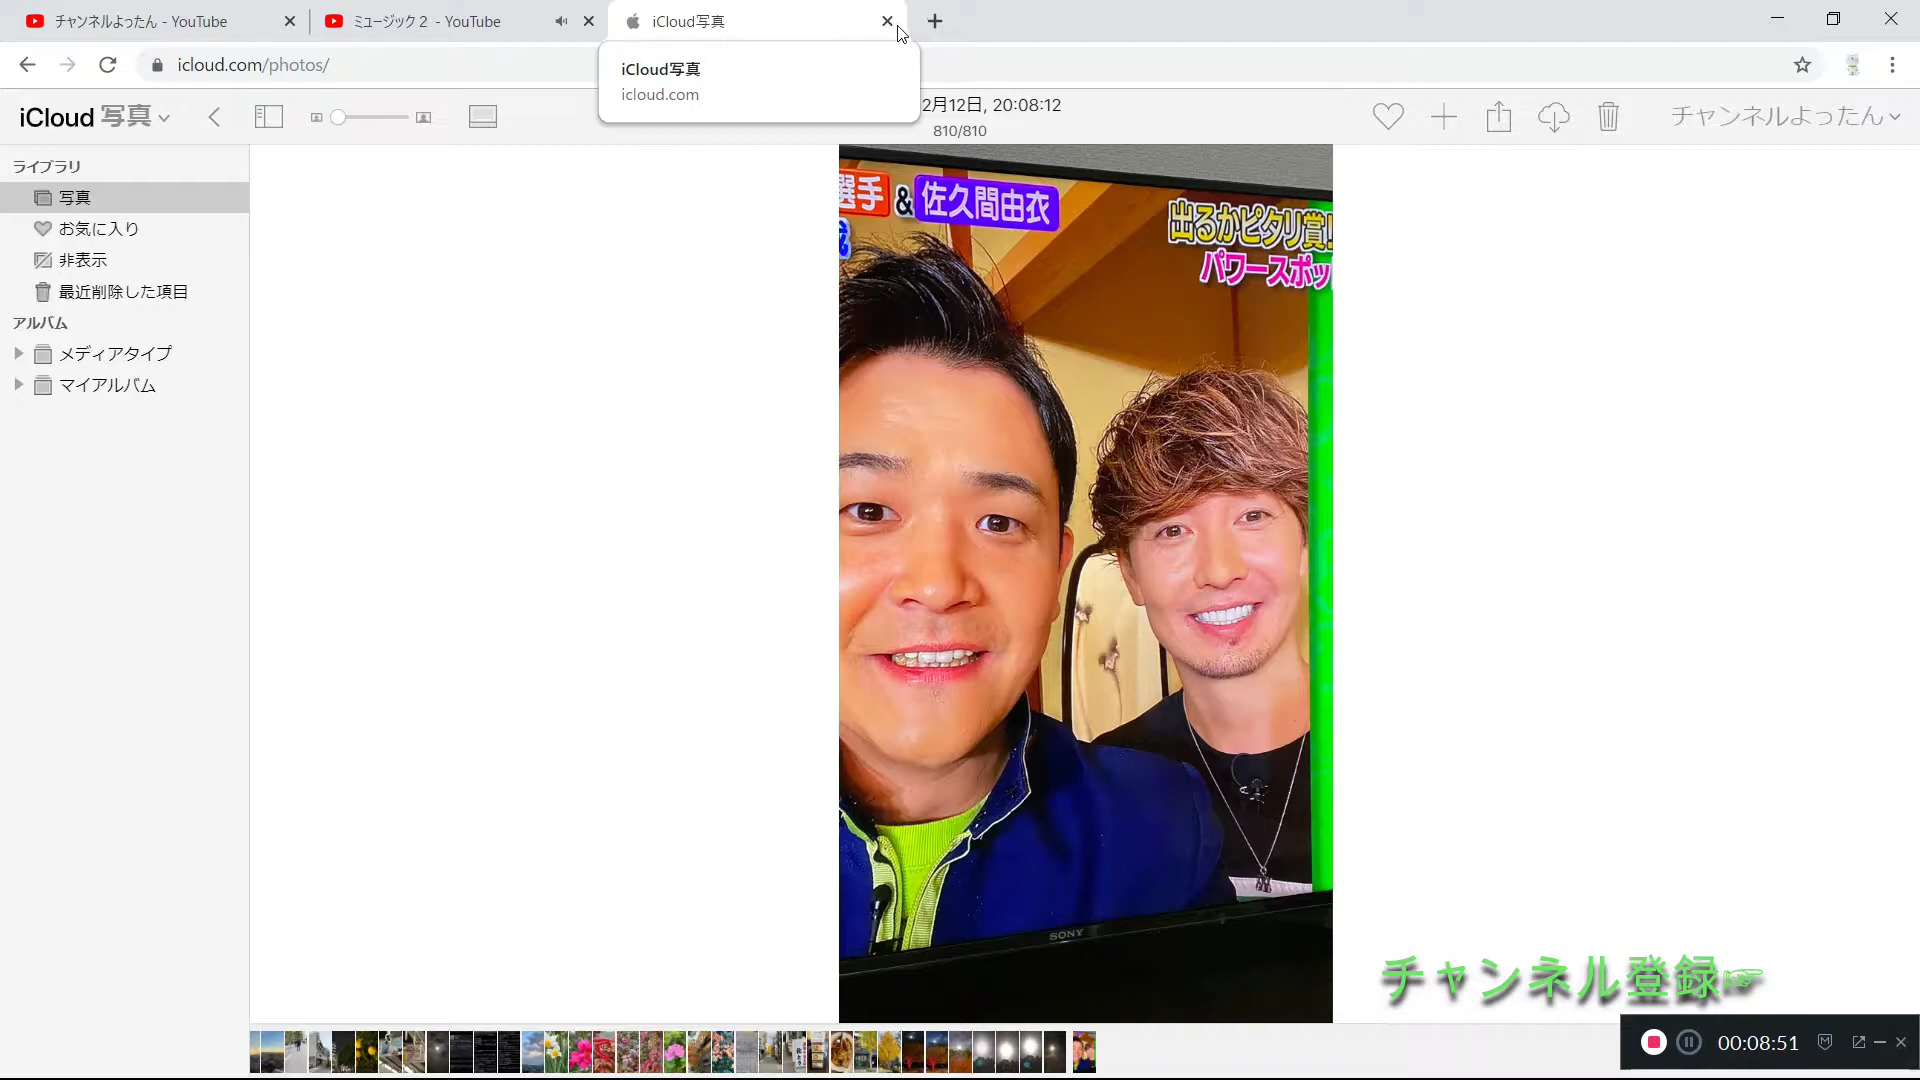 チャンネルよったん - YouTube
ミュージック２ - YouTube
iCloud写真
icloud.com/photos/
iCloud写真
icloud.com
iCloud 写真
2月12日, 20:08:12
810/810
チャンネルよったん
ライブラリ
写真
お気に入り
非表示
最近削除した項目
アルバム
メディアタイプ
マイアルバム
選手 & 佐久間由衣
出るかピタリ賞!
パワースポッ
SONY
チャンネル登録☞
00:08:51